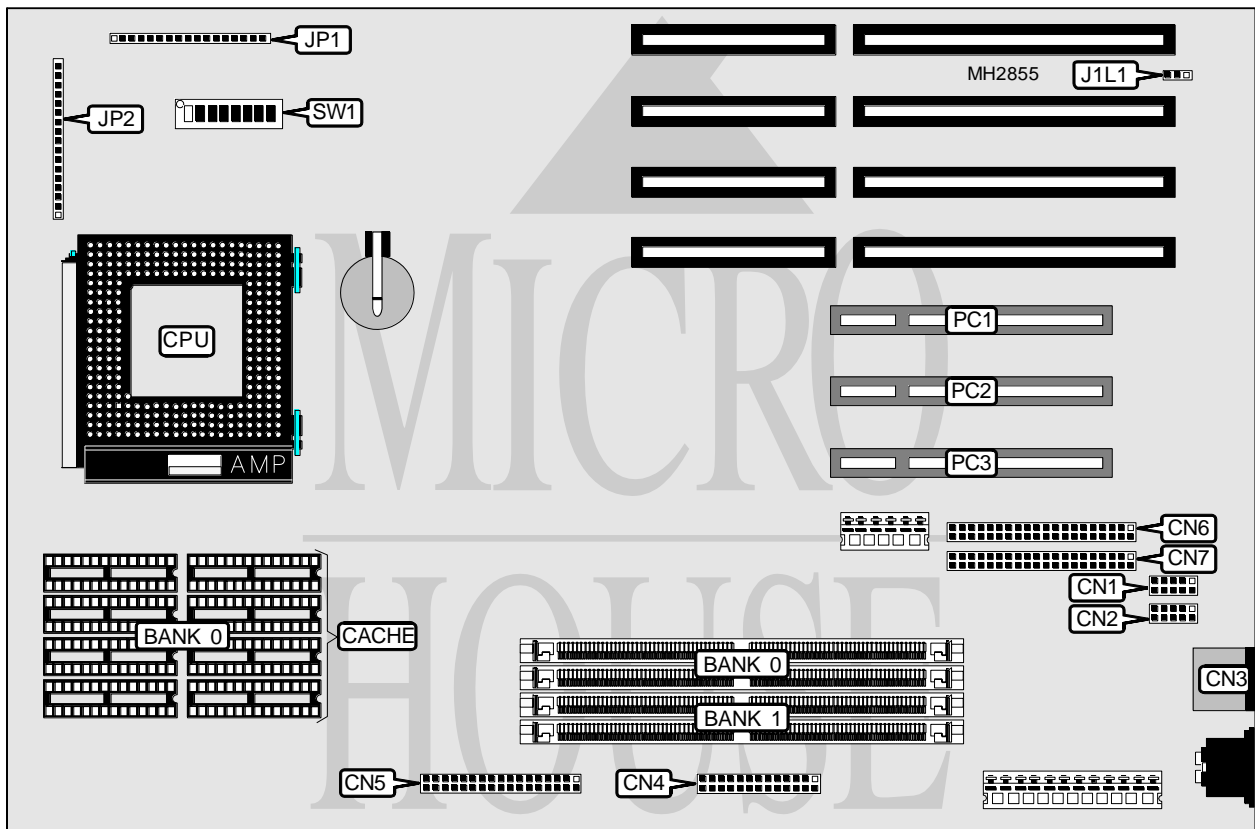 JP1
MH2855
J1L1
JP2
SW1
CPU
AMP
PC1
PC2
PC3
CN6
CN7
CN1
CN2
BANK 0
CACHE
BANK 0
BANK 1
CN3
CN5
CN4
MICRO
HOUSE